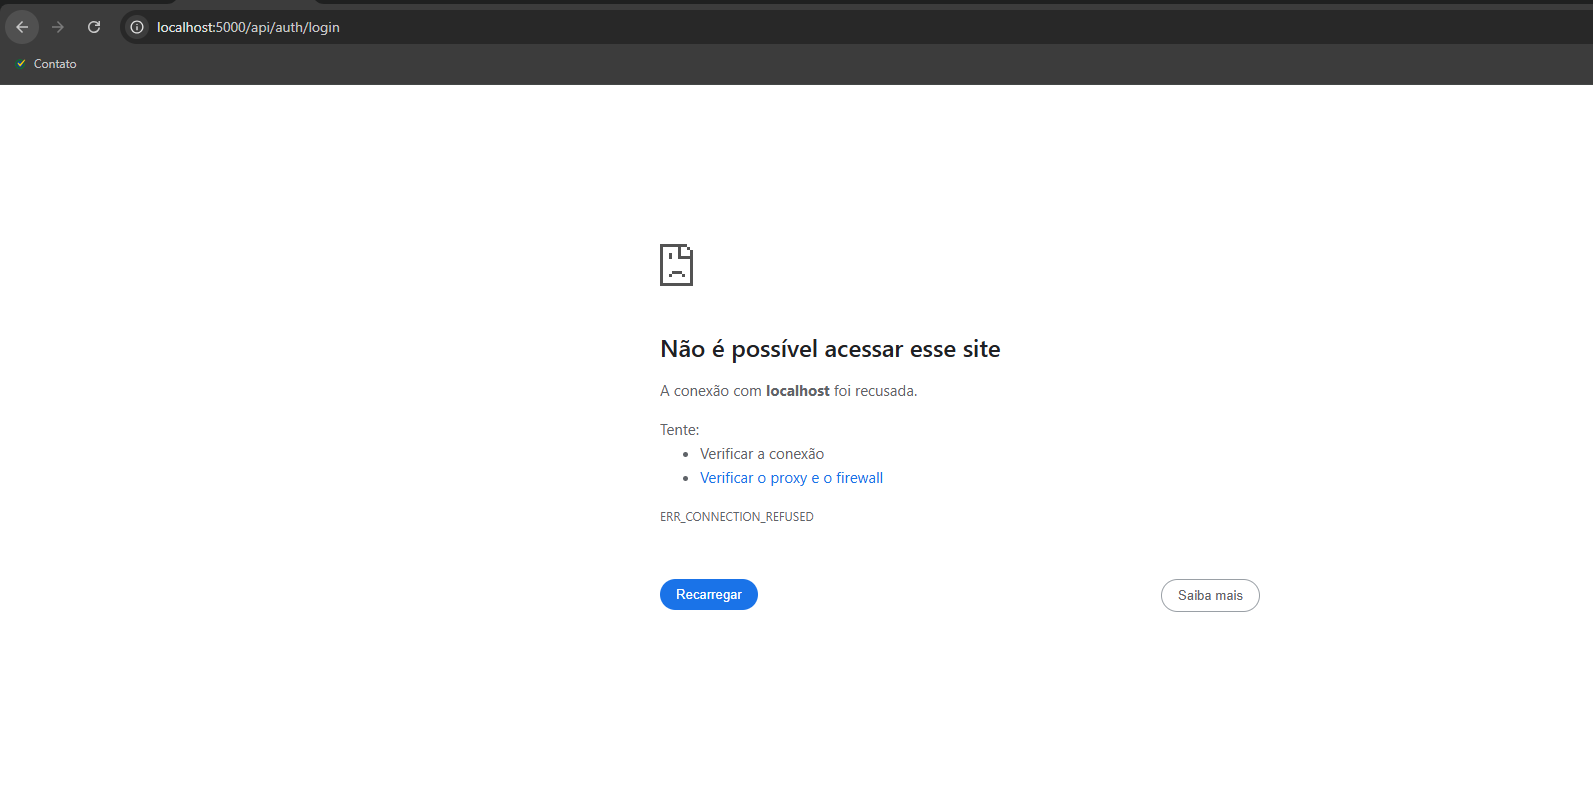 localhost:5000/api/auth/login
Contato
Não é possível acessar esse site
A conexão com localhost foi recusada.
Tente:
• Verificar a conexão
• Verificar o proxy e o firewall
ERR_CONNECTION_REFUSED
Recarregar
Saiba mais